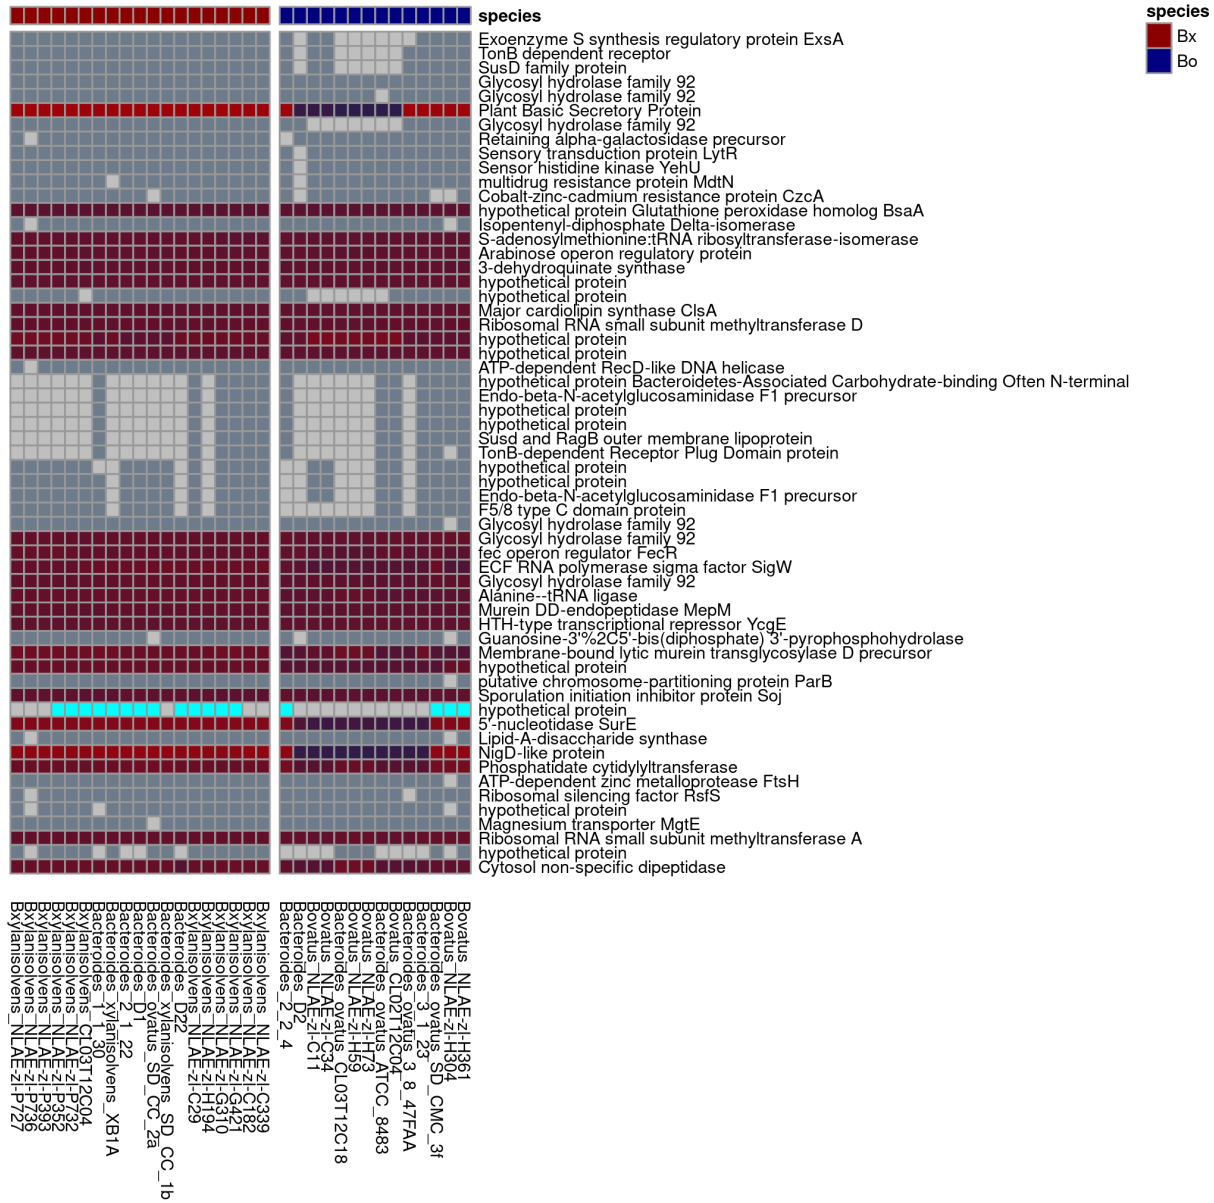 species
species
Bx
Bo
Exoenzyme S synthesis regulatory protein ExsA
TonB dependent receptor
SusD family protein
Glycosyl hydrolase family 92
Glycosyl hydrolase family 92
Plant Basic Secretory Protein
Glycosyl hydrolase family 92
Retaining alpha-galactosidase precursor
Sensory transduction protein LytR
Sensor histidine kinase YehU
multidrug resistance protein MdtN
Cobalt-zinc-cadmium resistance protein CzcA
hypothetical protein Glutathione peroxidase homolog BsaA
Isopentenyl-diphosphate Delta-isomerase
S-adenosylmethionine:tRNA ribosyltransferase-isomerase
Arabinose operon regulatory protein
3-dehydroquinate synthase
hypothetical protein
hypothetical protein
Major cardiolipin synthase ClsA
Ribosomal RNA small subunit methyltransferase D
hypothetical protein
hypothetical protein
ATP-dependent RecD-like DNA helicase
hypothetical protein Bacteroidetes-Associated Carbohydrate-binding Often N-terminal
Endo-beta-N-acetylglucosaminidase F1 precursor
hypothetical protein
hypothetical protein
Susd and RagB outer membrane lipoprotein
TonB-dependent Receptor Plug Domain protein
hypothetical protein
hypothetical protein
Endo-beta-N-acetylglucosaminidase F1 precursor
F5/8 type C domain protein
Glycosyl hydrolase family 92
Glycosyl hydrolase family 92
fec operon regulator FecR
ECF RNA polymerase sigma factor SigW
Glycosyl hydrolase family 92
Alanine--tRNA ligase
Murein DD-endopeptidase MepM
HTH-type transcriptional repressor YcgE
Guanosine-3'%2C5'-bis(diphosphate) 3'-pyrophosphohydrolase
Membrane-bound lytic murein transglycosylase D precursor
hypothetical protein
putative chromosome-partitioning protein ParB
Sporulation initiation inhibitor protein Soj
hypothetical protein
5'-nucleotidase SurE
Lipid-A-disaccharide synthase
NigD-like protein
Phosphatidate cytidylyltransferase
ATP-dependent zinc metalloprotease FtsH
Ribosomal silencing factor RsfS
hypothetical protein
Magnesium transporter MgtE
Ribosomal RNA small subunit methyltransferase A
hypothetical protein
Cytosol non-specific dipeptidase
Bxylanisolvens_NLAE-zl-P727
Bxylanisolvens_NLAE-zl-P736
Bxylanisolvens_NLAE-zl-P393
Bxylanisolvens_NLAE-zl-P352
Bxylanisolvens_NLAE-zl-P732
Bxylanisolvens_CL03T12C04
Bacteroides_1_1_30
Bacteroides_xylanisolvens_XB1A
Bacteroides_2_1_22
Bacteroides_D1
Bacteroides_ovatus_SD_CC_2a
Bacteroides_xylanisolvens_SD_CC_1b
Bacteroides_D22
Bxylanisolvens_NLAE-zl-C29
Bxylanisolvens_NLAE-zl-H194
Bxylanisolvens_NLAE-zl-G310
Bxylanisolvens_NLAE-zl-G421
Bxylanisolvens_NLAE-zl-C182
Bxylanisolvens_NLAE-zl-C339
Bacteroides_2_2_4
Bacteroides_D2
Bovatus_NLAE-zl-C11
Bovatus_NLAE-zl-C34
Bacteroides_ovatus_CL03T12C18
Bovatus_NLAE-zl-H59
Bovatus_NLAE-zl-H73
Bacteroides_ovatus_ATCC_8483
Bovatus_CL02T12C04
Bacteroides_ovatus_3_8_47FAA
Bacteroides_3_1_23
Bacteroides_ovatus_SD_CMC_3f
Bovatus_NLAE-zl-H304
Bovatus_NLAE-zl-H361